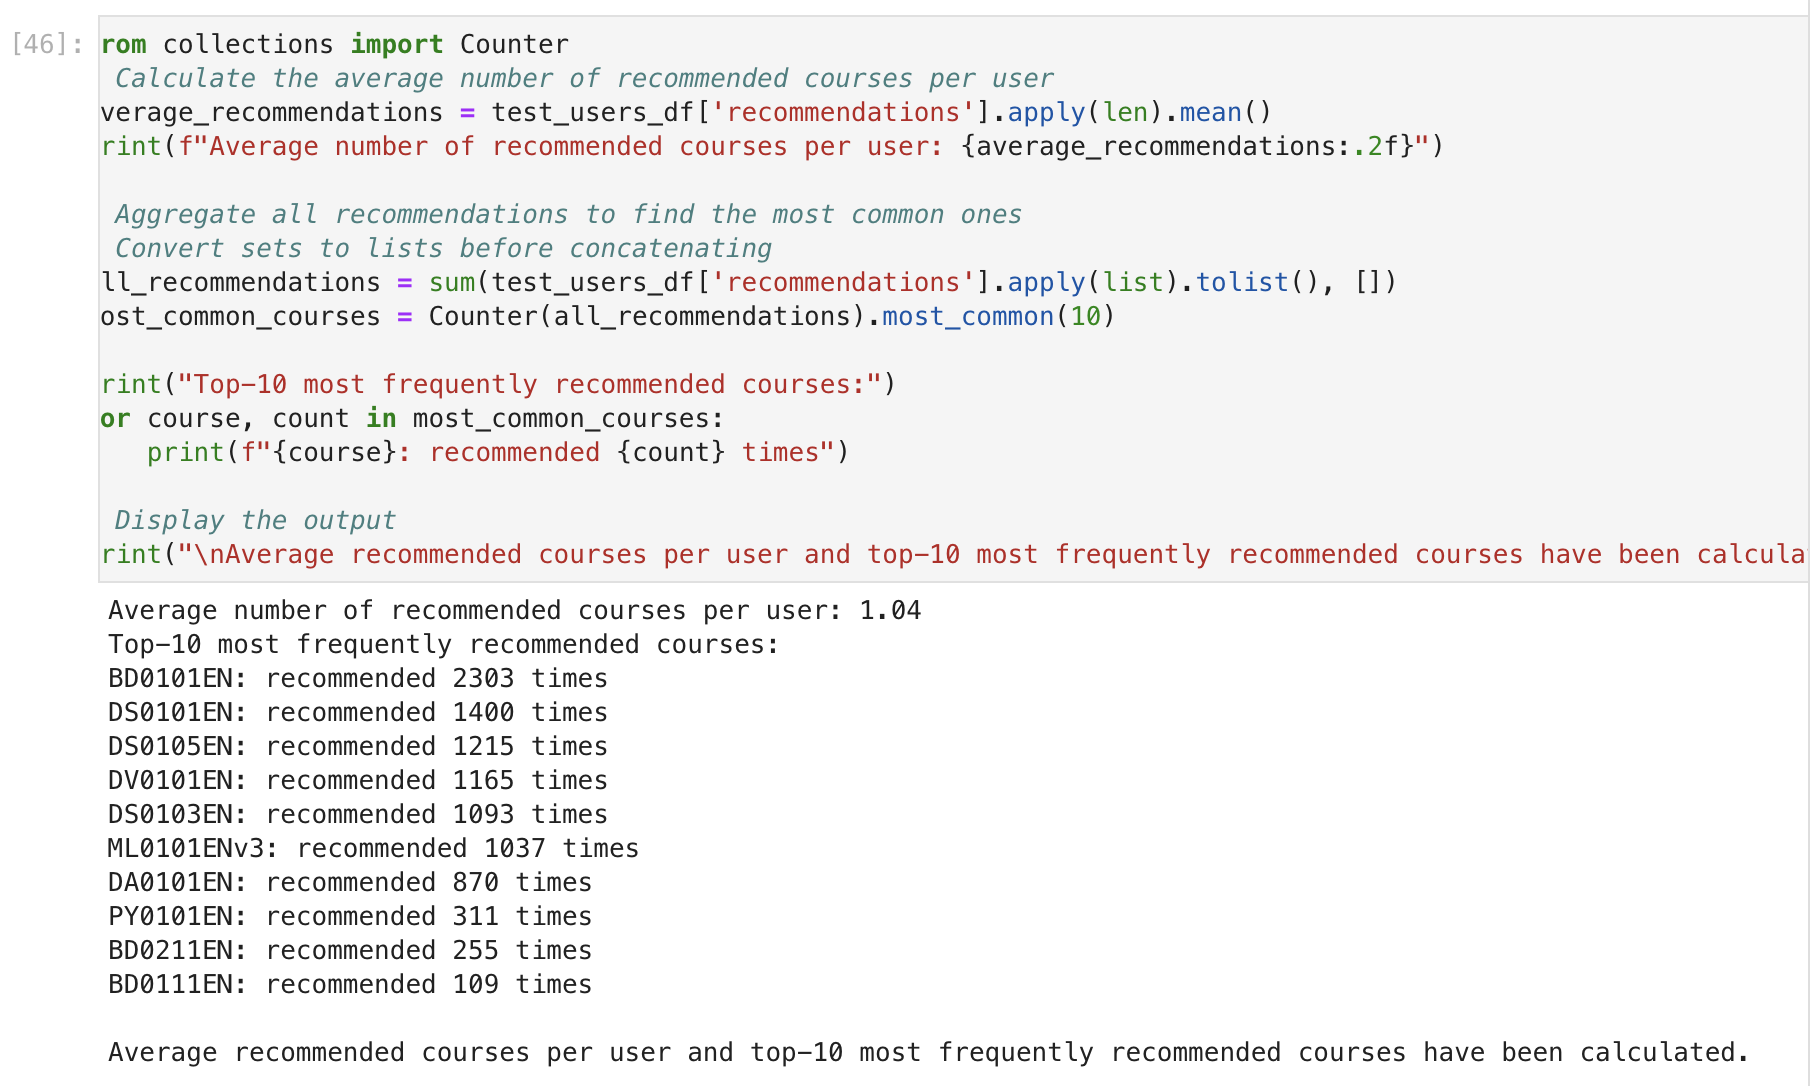 [46]: rom collections import Counter
Calculate the average number of recommended courses per user
verage_recommendations = test_users_df['recommendations'].apply(len).mean()
rint(f"Average number of recommended courses per user: {average_recommendations:.2f}")
Aggregate all recommendations to find the most common ones
Convert sets to lists before concatenating
ll_recommendations = sum(test_users_df['recommendations'].apply(list).tolist(), [])
ost_common_courses = Counter(all_recommendations).most_common(10)
rint("Top-10 most frequently recommended courses:")
or course, count in most_common_courses:
print(f"{course}: recommended {count} times")
Display the output
rint("\nAverage recommended courses per user and top-10 most frequently recommended courses have been calcula
Average number of recommended courses per user: 1.04
Top-10 most frequently recommended courses:
BD0101EN: recommended 2303 times
DS0101EN: recommended 1400 times
DS0105EN: recommended 1215 times
DV0101EN: recommended 1165 times
DS0103EN: recommended 1093 times
ML0101ENv3: recommended 1037 times
DA0101EN: recommended 870 times
PY0101EN: recommended 311 times
BD0211EN: recommended 255 times
BD0111EN: recommended 109 times
Average recommended courses per user and top-10 most frequently recommended courses have been calculated.